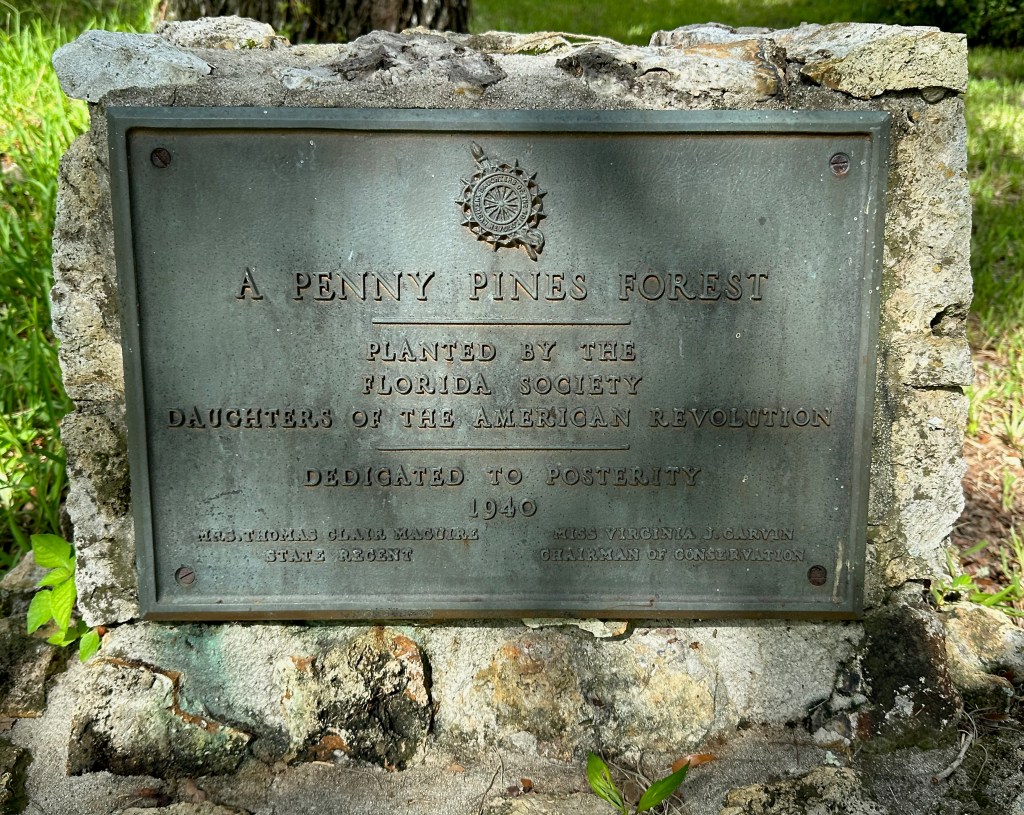 A PENNY PINES FOREST
PLANTED BY THE
FLORIDA SOCIETY
DAUGHTERS OF THE AMERICAN REVOLUTION
DEDICATED TO POSTERITY
1940
MRS. THOMAS CLAIR MAGUIRE
STATE REGENT
MISS VIRGINIA J. CARVIN
CHAIRMAN OF CONSERVATION